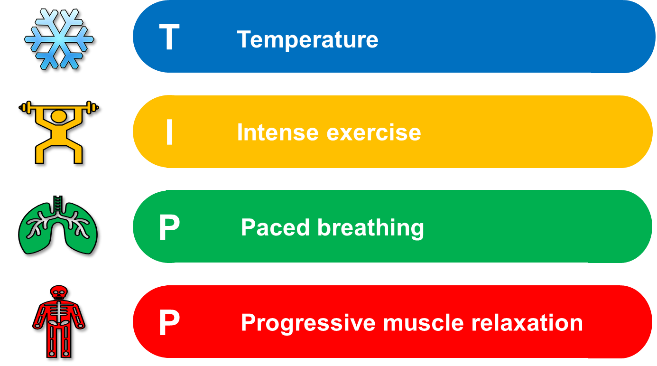 T Temperature
I Intense exercise
P Paced breathing
P Progressive muscle relaxation